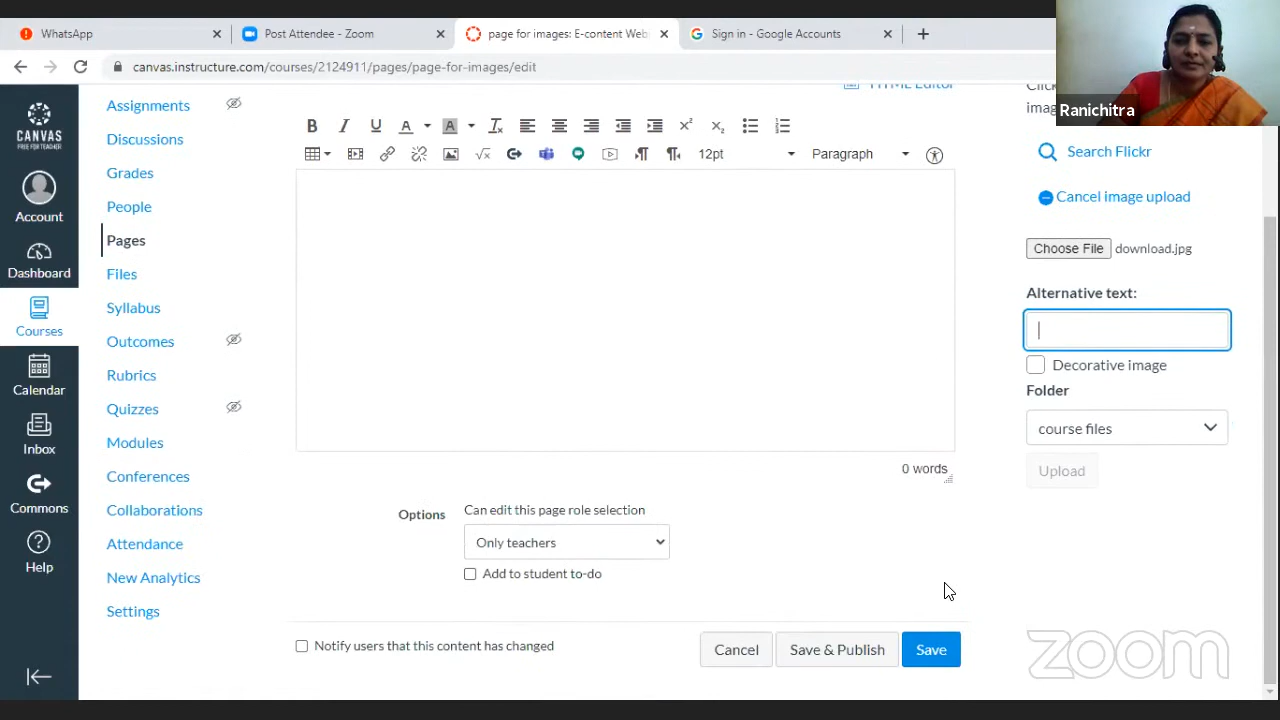 WhatsApp
Post Attendee - Zoom
page for images: E-content Web
Sign in - Google Accounts
canvas.instructure.com/courses/2124911/pages/page-for-images/edit
Ranichitra
CANVAS
FREE FOR TEACHER
Account
Dashboard
Courses
Calendar
Inbox
Commons
Help
Assignments
Discussions
Grades
People
Pages
Files
Syllabus
Outcomes
Rubrics
Quizzes
Modules
Conferences
Collaborations
Attendance
New Analytics
Settings
HTML Editor
12pt
Paragraph
0 words
Options
Can edit this page role selection
Only teachers
Add to student to-do
Notify users that this content has changed
Cancel
Save & Publish
Save
Search Flickr
Cancel image upload
Choose File download.jpg
Alternative text:
Decorative image
Folder
course files
Upload
zoom